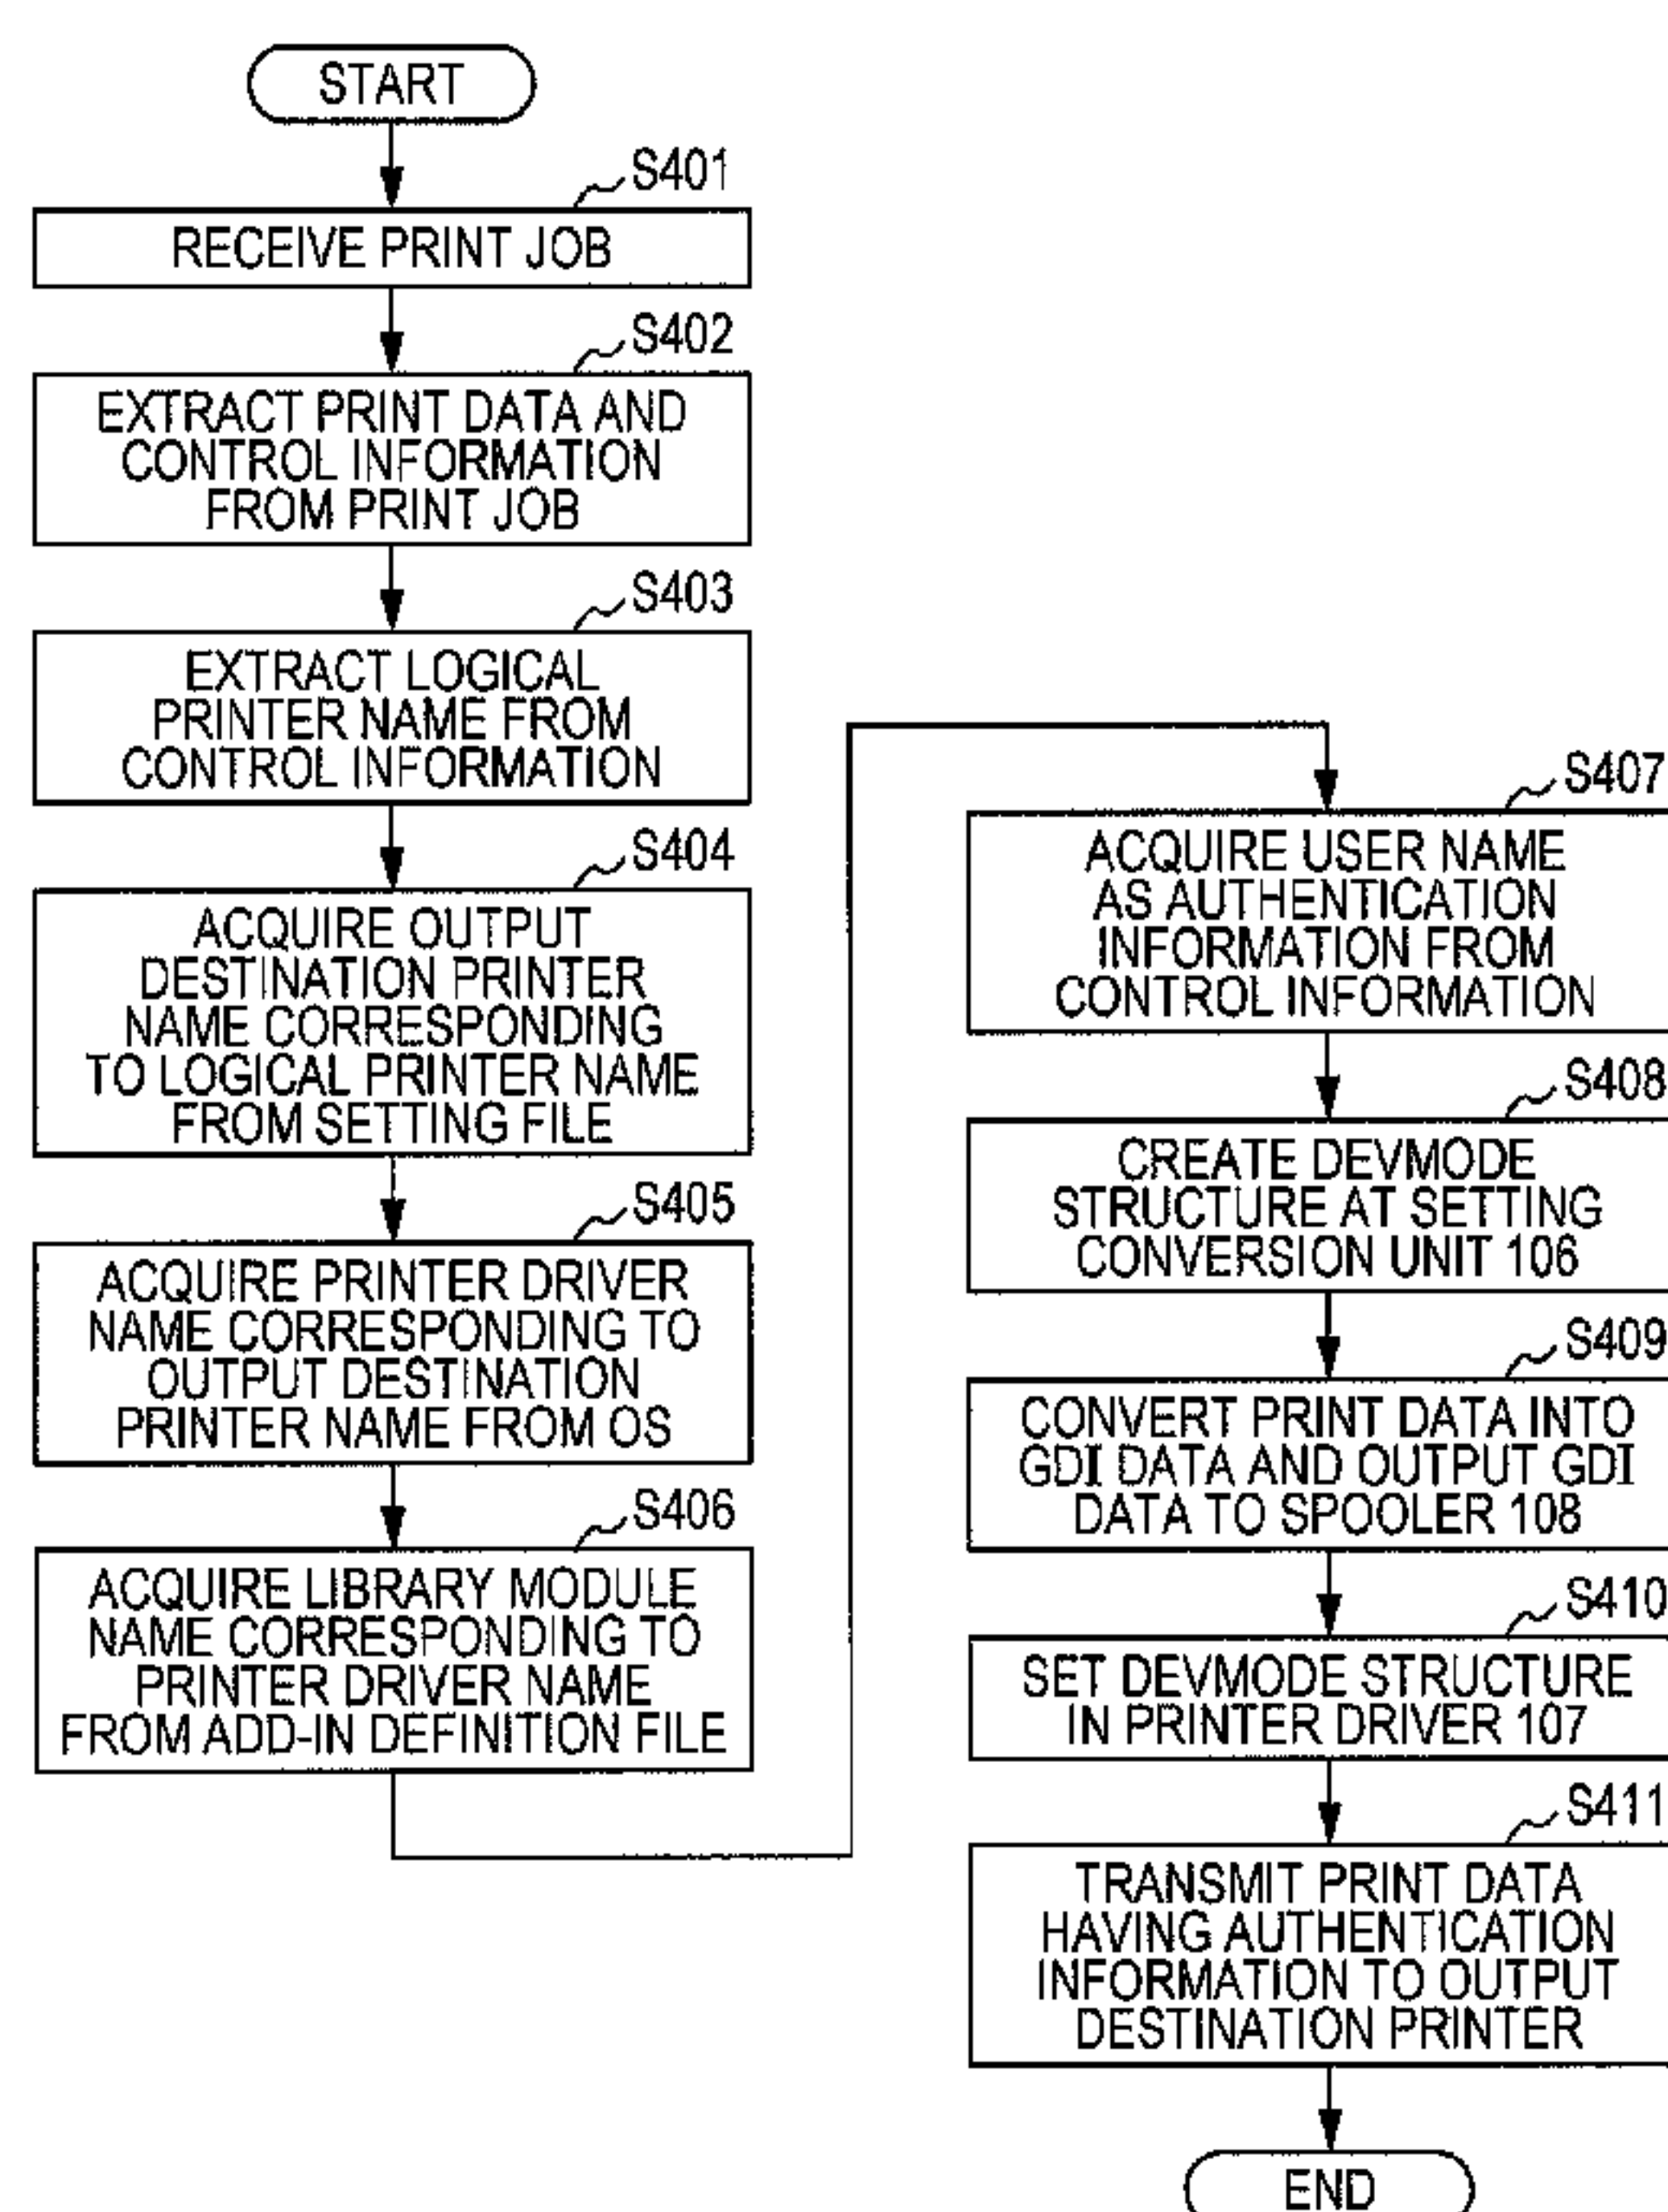 START
S401
RECEIVE PRINT JOB
S402
EXTRACT PRINT DATA AND
CONTROL INFORMATION
FROM PRINT JOB
S403
EXTRACT LOGICAL
PRINTER NAME FROM
CONTROL INFORMATION
S404
ACQUIRE OUTPUT
DESTINATION PRINTER
NAME CORRESPONDING
TO LOGICAL PRINTER NAME
FROM SETTING FILE
S405
ACQUIRE PRINTER DRIVER
NAME CORRESPONDING TO
OUTPUT DESTINATION
PRINTER NAME FROM OS
S406
ACQUIRE LIBRARY MODULE
NAME CORRESPONDING TO
PRINTER DRIVER NAME
FROM ADD-IN DEFINITION FILE
S407
ACQUIRE USER NAME
AS AUTHENTICATION
INFORMATION FROM
CONTROL INFORMATION
S408
CREATE DEVMODE
STRUCTURE AT SETTING
CONVERSION UNIT 106
S409
CONVERT PRINT DATA INTO
GDI DATA AND OUTPUT GDI
DATA TO SPOOLER 108
S410
SET DEVMODE STRUCTURE
IN PRINTER DRIVER 107
S411
TRANSMIT PRINT DATA
HAVING AUTHENTICATION
INFORMATION TO OUTPUT
DESTINATION PRINTER
END